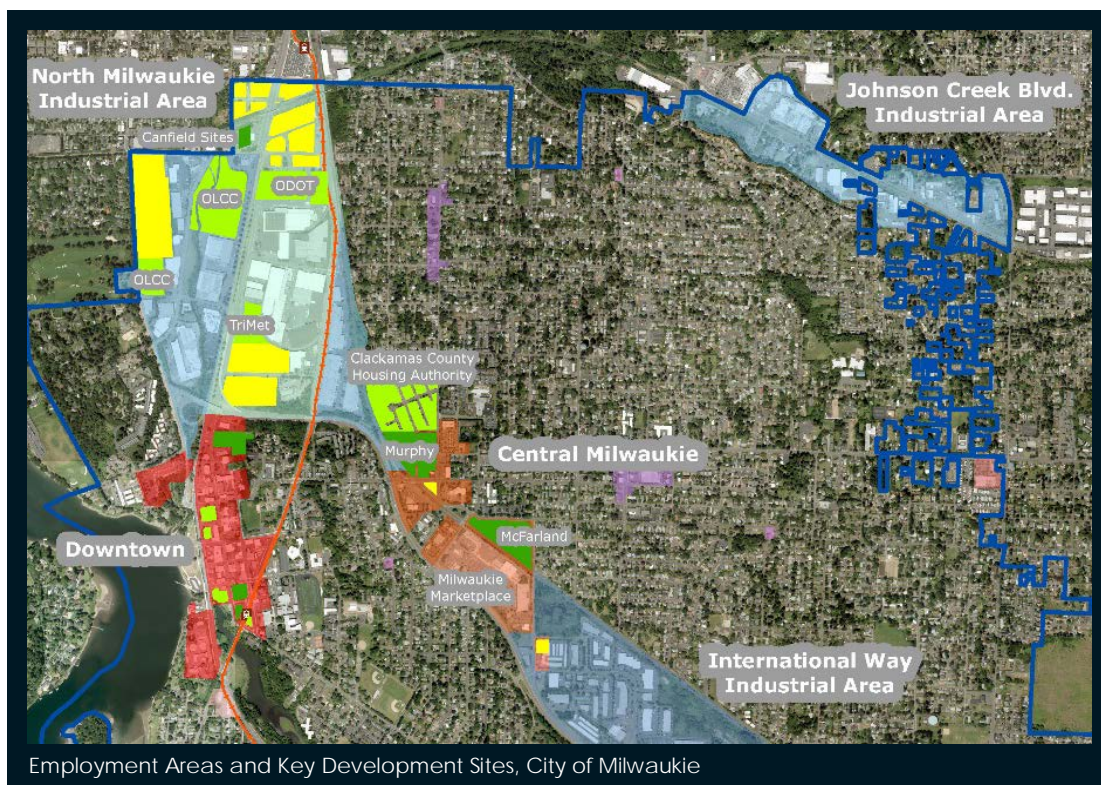 North Milwaukie
Industrial Area
Johnson Creek Blvd.
Industrial Area
Canfield Sites
OLCC
ODOT
OLCC
TriMet
Clackamas County
Housing Authority
Murphy
Central Milwaukie
McFarland
Downtown
Milwaukie
Marketplace
International Way
Industrial Area
Employment Areas and Key Development Sites, City of Milwaukie